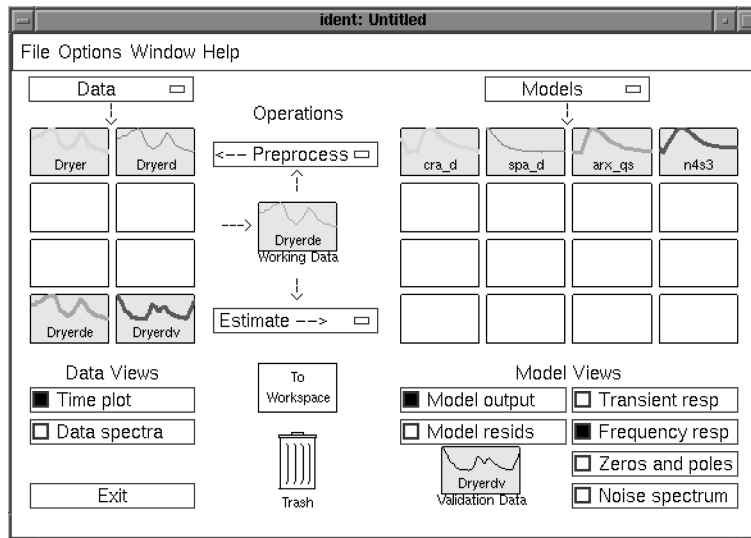 ident: Untitled
File Options Window Help
Data
Models
Operations
<--- Preprocess
Dryer
Dryerd
cra_d
spa_d
arx_qs
n4s3
Dryerde
Working Data
Estimate --->
Dryerde
Dryerdv
Data Views
To
Workspace
Model Views
Time plot
Model output
Transient resp
Data spectra
Model resids
Frequency resp
Zeros and poles
Dryerdv
Validation Data
Exit
Trash
Noise spectrum